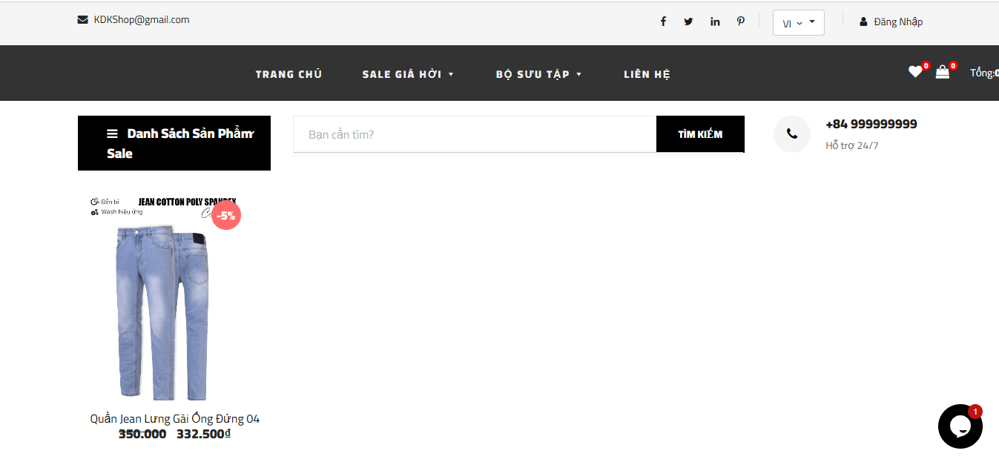 KDKShop@gmail.com
VI
Đăng Nhập
TRANG CHỦ
SALE GIÁ HỜI
BỘ SƯU TẬP
LIÊN HỆ
0
0
Tổng:0
Danh Sách Sản Phẩm
Sale
Bạn cần tìm?
TÌM KIẾM
+84 999999999
Hỗ trợ 24/7
Bền bỉ
JEAN COTTON POLY SPANDEX
Wash hiệu ứng
-5%
Quần Jean Lưng Gài Ống Đứng 04
350.000 332.500₫
1